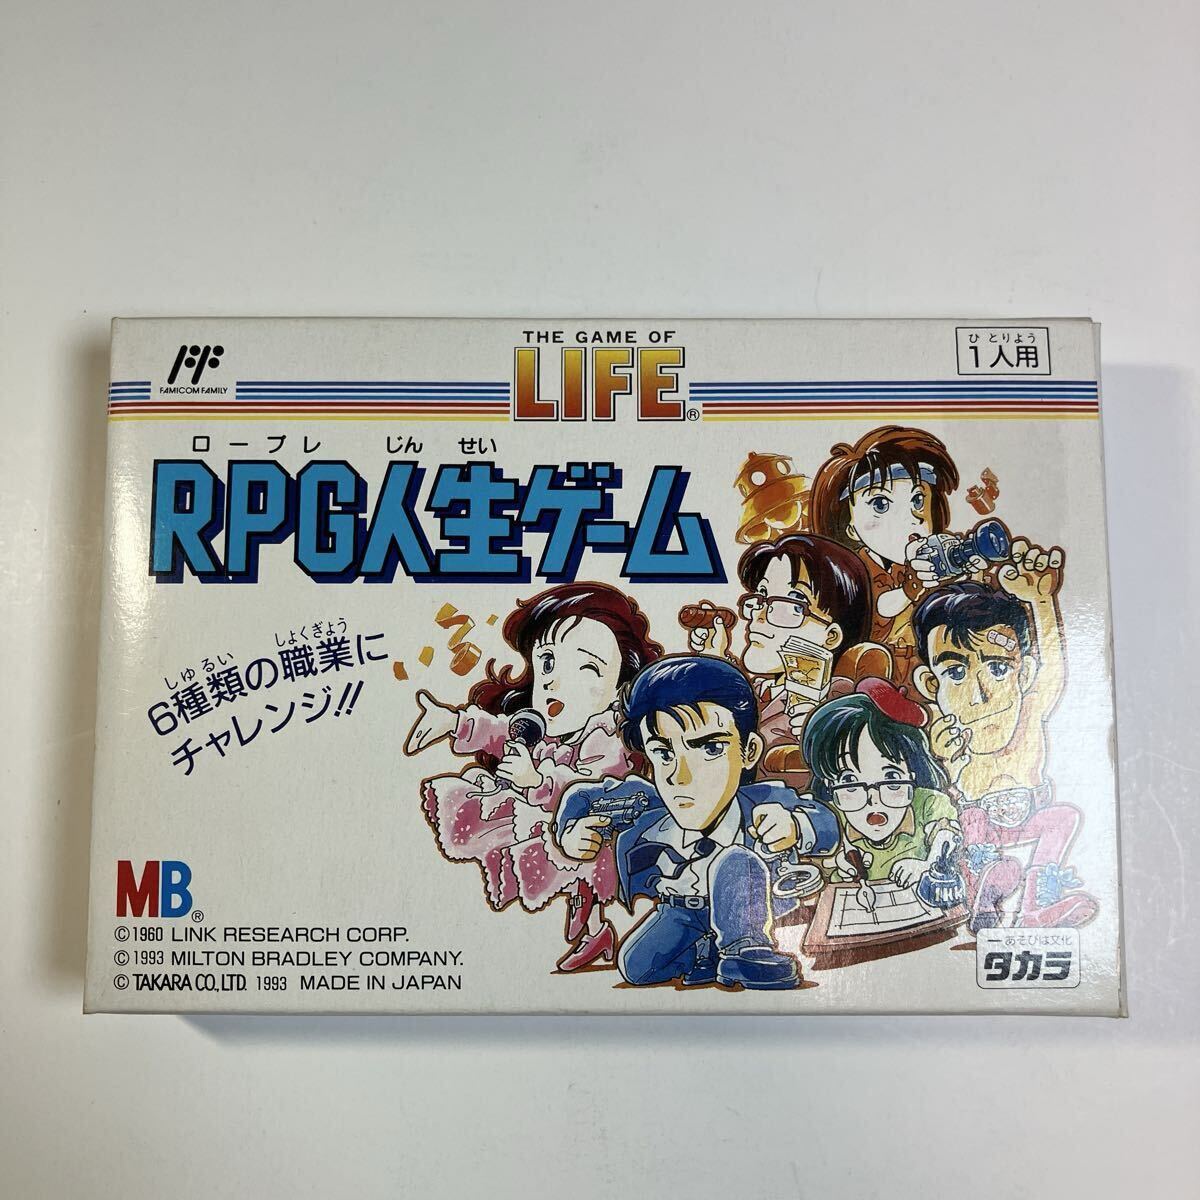 FAMICOM FAMILY
THE GAME OF
LIFE®
ひとりよう
1人用
ロープレ じんせい
RPG人生ゲーム
しゅるい しょくぎょう
6種類の職業に
チャレンジ!!
MB®
©1960 LINK RESEARCH CORP.
©1993 MILTON BRADLEY COMPANY.
© TAKARA CO.,LTD. 1993 MADE IN JAPAN
INK
あそびは文化
タカラ